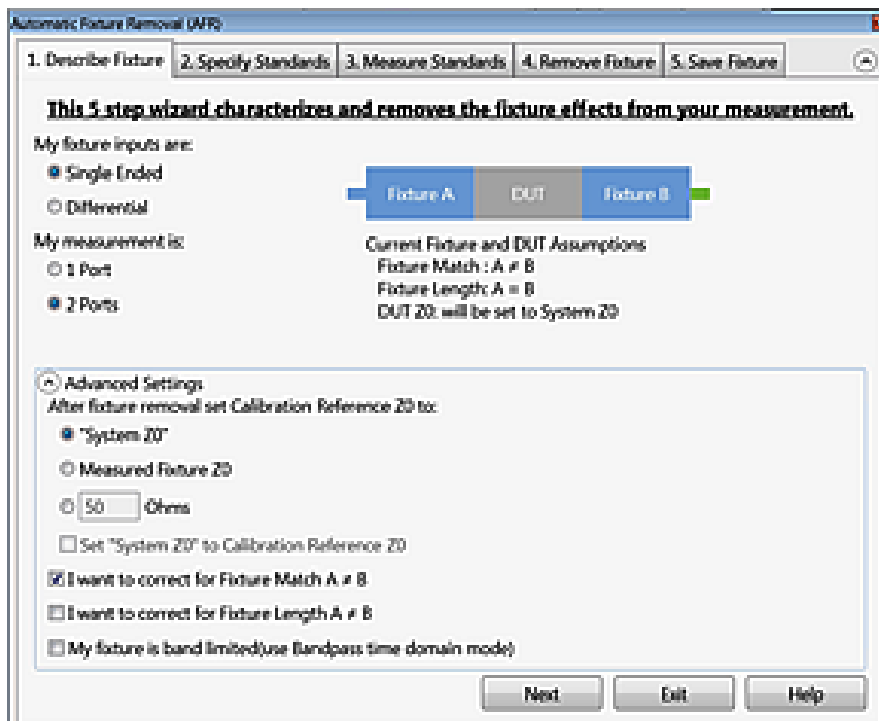 Automatic Fixture Removal (AFR)
1. Describe Fixture 2. Specify Standards 3. Measure Standards 4. Remove Fixture 5. Save Fixture
This 5 step wizard characterizes and removes the fixture effects from your measurement.
My fixture inputs are:
Single Ended
Differential
Fixture A DUT Fixture B
My measurement is:
1 Port
2 Ports
Current Fixture and DUT Assumptions
Fixture Match : A ≠ B
Fixture Length: A = B
DUT Z0: will be set to System Z0
Advanced Settings
After fixture removal set Calibration Reference Z0 to:
"System Z0"
Measured Fixture Z0
50 Ohms
Set "System Z0" to Calibration Reference Z0
I want to correct for Fixture Match A ≠ B
I want to correct for Fixture Length A ≠ B
My fixture is band limited(use Bandpass time domain mode)
Next Exit Help